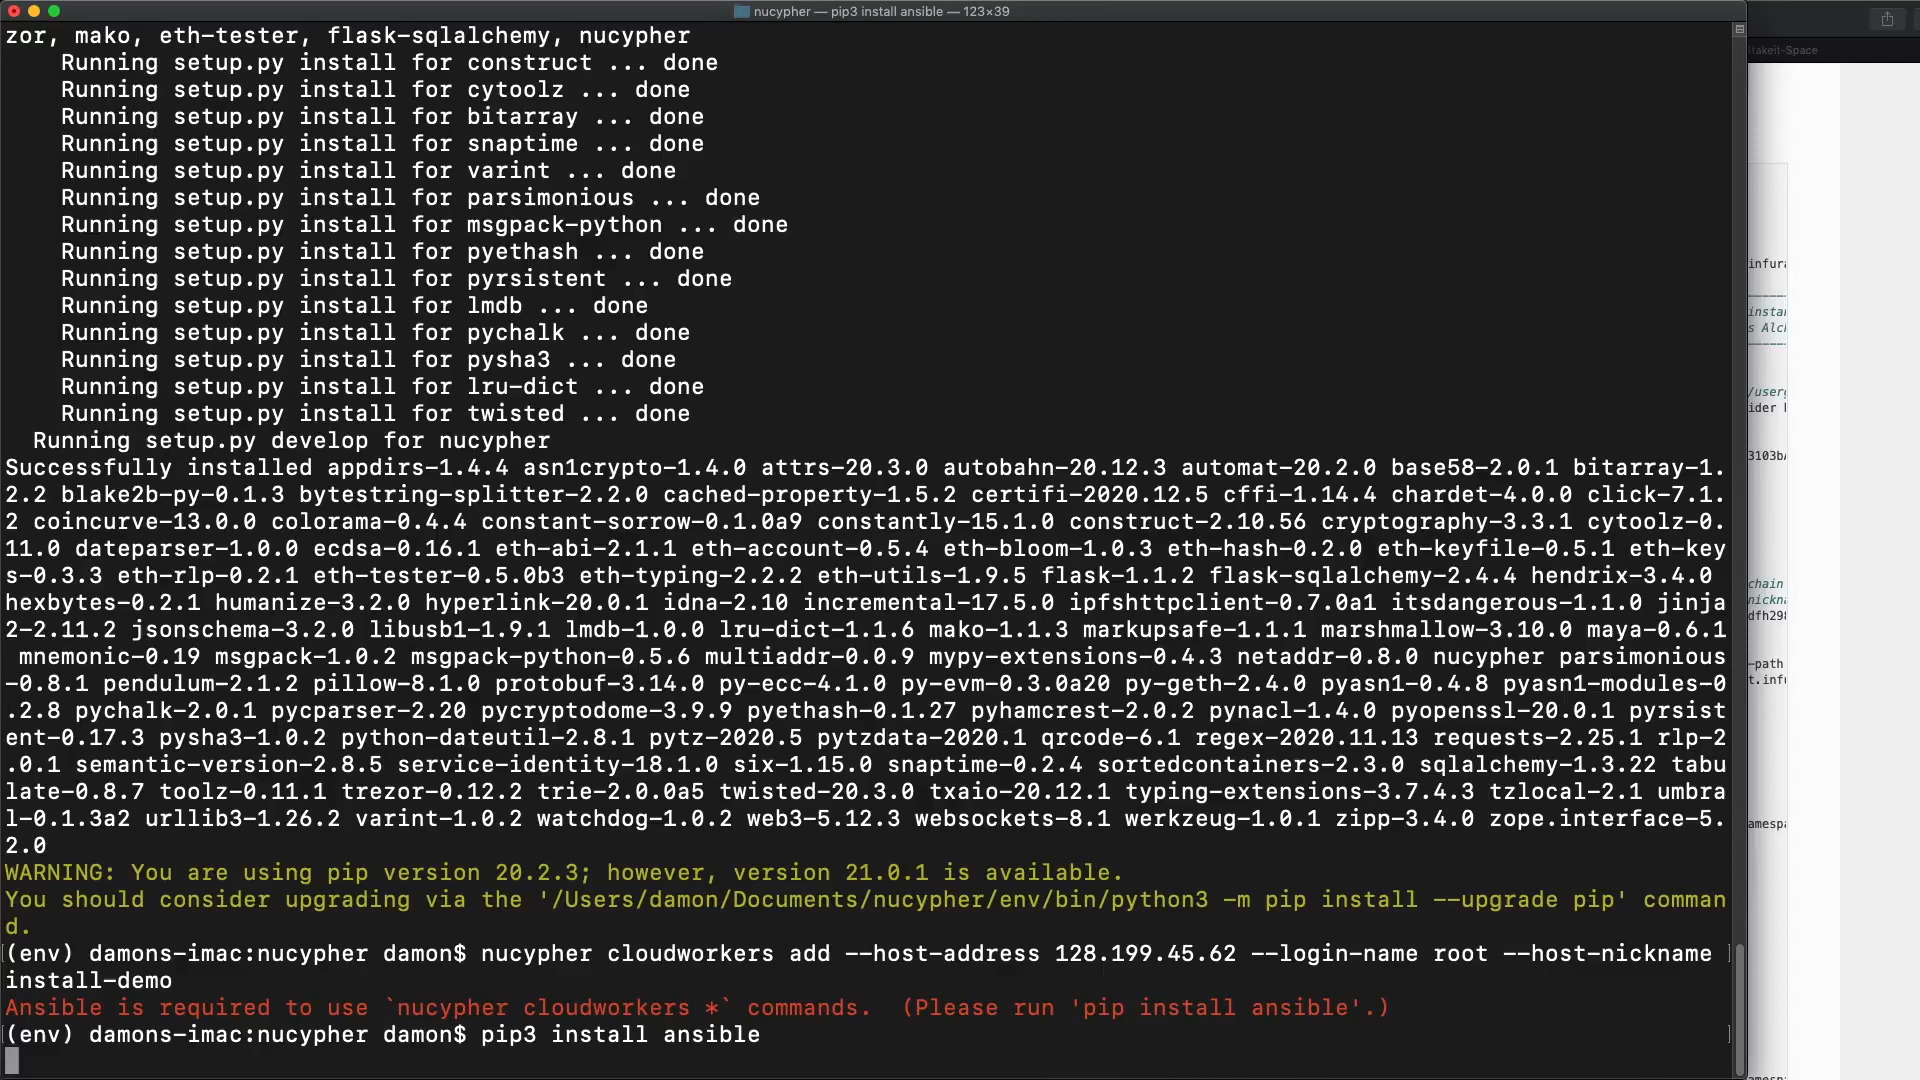 nucypher — pip3 install ansible — 123×39
takeit-Space
zor, mako, eth-tester, flask-sqlalchemy, nucypher
Running setup.py install for construct ... done
Running setup.py install for cytoolz ... done
Running setup.py install for bitarray ... done
Running setup.py install for snaptime ... done
Running setup.py install for varint ... done
Running setup.py install for parsimonious ... done
Running setup.py install for msgpack-python ... done
Running setup.py install for pyethash ... done
Running setup.py install for pyrsistent ... done
Running setup.py install for lmdb ... done
Running setup.py install for pychalk ... done
Running setup.py install for pysha3 ... done
Running setup.py install for lru-dict ... done
Running setup.py install for twisted ... done
Running setup.py develop for nucypher
Successfully installed appdirs-1.4.4 asn1crypto-1.4.0 attrs-20.3.0 autobahn-20.12.3 automat-20.2.0 base58-2.0.1 bitarray-1.
2.2 blake2b-py-0.1.3 bytestring-splitter-2.2.0 cached-property-1.5.2 certifi-2020.12.5 cffi-1.14.4 chardet-4.0.0 click-7.1.
2 coincurve-13.0.0 colorama-0.4.4 constant-sorrow-0.1.0a9 constantly-15.1.0 construct-2.10.56 cryptography-3.3.1 cytoolz-0.
11.0 dateparser-1.0.0 ecdsa-0.16.1 eth-abi-2.1.1 eth-account-0.5.4 eth-bloom-1.0.3 eth-hash-0.2.0 eth-keyfile-0.5.1 eth-key
s-0.3.3 eth-rlp-0.2.1 eth-tester-0.5.0b3 eth-typing-2.2.2 eth-utils-1.9.5 flask-1.1.2 flask-sqlalchemy-2.4.4 hendrix-3.4.0
hexbytes-0.2.1 humanize-3.2.0 hyperlink-20.0.1 idna-2.10 incremental-17.5.0 ipfshttpclient-0.7.0a1 itsdangerous-1.1.0 jinja
2-2.11.2 jsonschema-3.2.0 libusb1-1.9.1 lmdb-1.0.0 lru-dict-1.1.6 mako-1.1.3 markupsafe-1.1.1 marshmallow-3.10.0 maya-0.6.1
mnemonic-0.19 msgpack-1.0.2 msgpack-python-0.5.6 multiaddr-0.0.9 mypy-extensions-0.4.3 netaddr-0.8.0 nucypher parsimonious
-0.8.1 pendulum-2.1.2 pillow-8.1.0 protobuf-3.14.0 py-ecc-4.1.0 py-evm-0.3.0a20 py-geth-2.4.0 pyasn1-0.4.8 pyasn1-modules-0
.2.8 pychalk-2.0.1 pycparser-2.20 pycryptodome-3.9.9 pyethash-0.1.27 pyhamcrest-2.0.2 pynacl-1.4.0 pyopenssl-20.0.1 pyrsist
ent-0.17.3 pysha3-1.0.2 python-dateutil-2.8.1 pytz-2020.5 pytzdata-2020.1 qrcode-6.1 regex-2020.11.13 requests-2.25.1 rlp-2
.0.1 semantic-version-2.8.5 service-identity-18.1.0 six-1.15.0 snaptime-0.2.4 sortedcontainers-2.3.0 sqlalchemy-1.3.22 tabu
late-0.8.7 toolz-0.11.1 trezor-0.12.2 trie-2.0.0a5 twisted-20.3.0 txaio-20.12.1 typing-extensions-3.7.4.3 tzlocal-2.1 umbra
l-0.1.3a2 urllib3-1.26.2 varint-1.0.2 watchdog-1.0.2 web3-5.12.3 websockets-8.1 werkzeug-1.0.1 zipp-3.4.0 zope.interface-5.
2.0
WARNING: You are using pip version 20.2.3; however, version 21.0.1 is available.
You should consider upgrading via the '/Users/damon/Documents/nucypher/env/bin/python3 -m pip install --upgrade pip' comman
d.
(env) damons-imac:nucypher damon$ nucypher cloudworkers add --host-address 128.199.45.62 --login-name root --host-nickname
install-demo
Ansible is required to use `nucypher cloudworkers *` commands.  (Please run 'pip install ansible'.)
(env) damons-imac:nucypher damon$ pip3 install ansible
infura
instan
s Alch
/userg
ider
3103bA
chain
nickna
dfh298
-path
t.infu
amespa